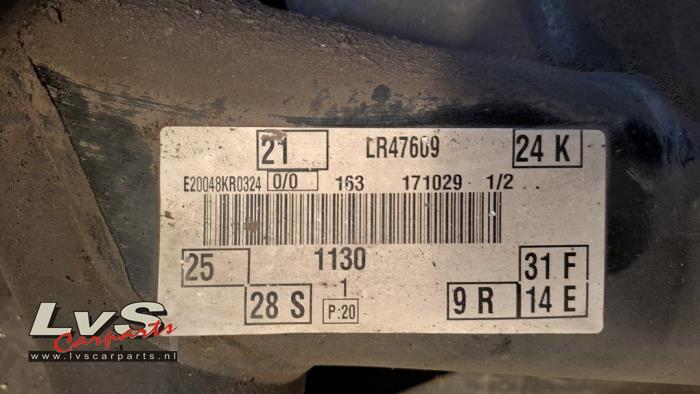 21 LR47609 24 K
E20048KR0324 0/0 163 171029 1/2
25 1130 31 F
28 S 1 P:20 9 R 14 E
LvS
Carparts
www.lvscarparts.nl